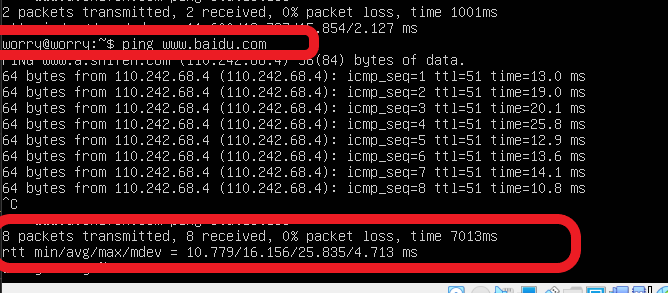 2 packets transmitted, 2 received, 0% packet loss, time 1001ms
15.854/2.127 ms
worry@worry:~$ ping www.baidu.com
PING www.a.shifen.com (110.242.68.4) 56(84) bytes of data.
64 bytes from 110.242.68.4 (110.242.68.4): icmp_seq=1 ttl=51 time=13.0 ms
64 bytes from 110.242.68.4 (110.242.68.4): icmp_seq=2 ttl=51 time=19.0 ms
64 bytes from 110.242.68.4 (110.242.68.4): icmp_seq=3 ttl=51 time=20.1 ms
64 bytes from 110.242.68.4 (110.242.68.4): icmp_seq=4 ttl=51 time=25.8 ms
64 bytes from 110.242.68.4 (110.242.68.4): icmp_seq=5 ttl=51 time=12.9 ms
64 bytes from 110.242.68.4 (110.242.68.4): icmp_seq=6 ttl=51 time=13.6 ms
64 bytes from 110.242.68.4 (110.242.68.4): icmp_seq=7 ttl=51 time=14.1 ms
64 bytes from 110.242.68.4 (110.242.68.4): icmp_seq=8 ttl=51 time=10.8 ms
^C
8 packets transmitted, 8 received, 0% packet loss, time 7013ms
rtt min/avg/max/mdev = 10.779/16.156/25.835/4.713 ms